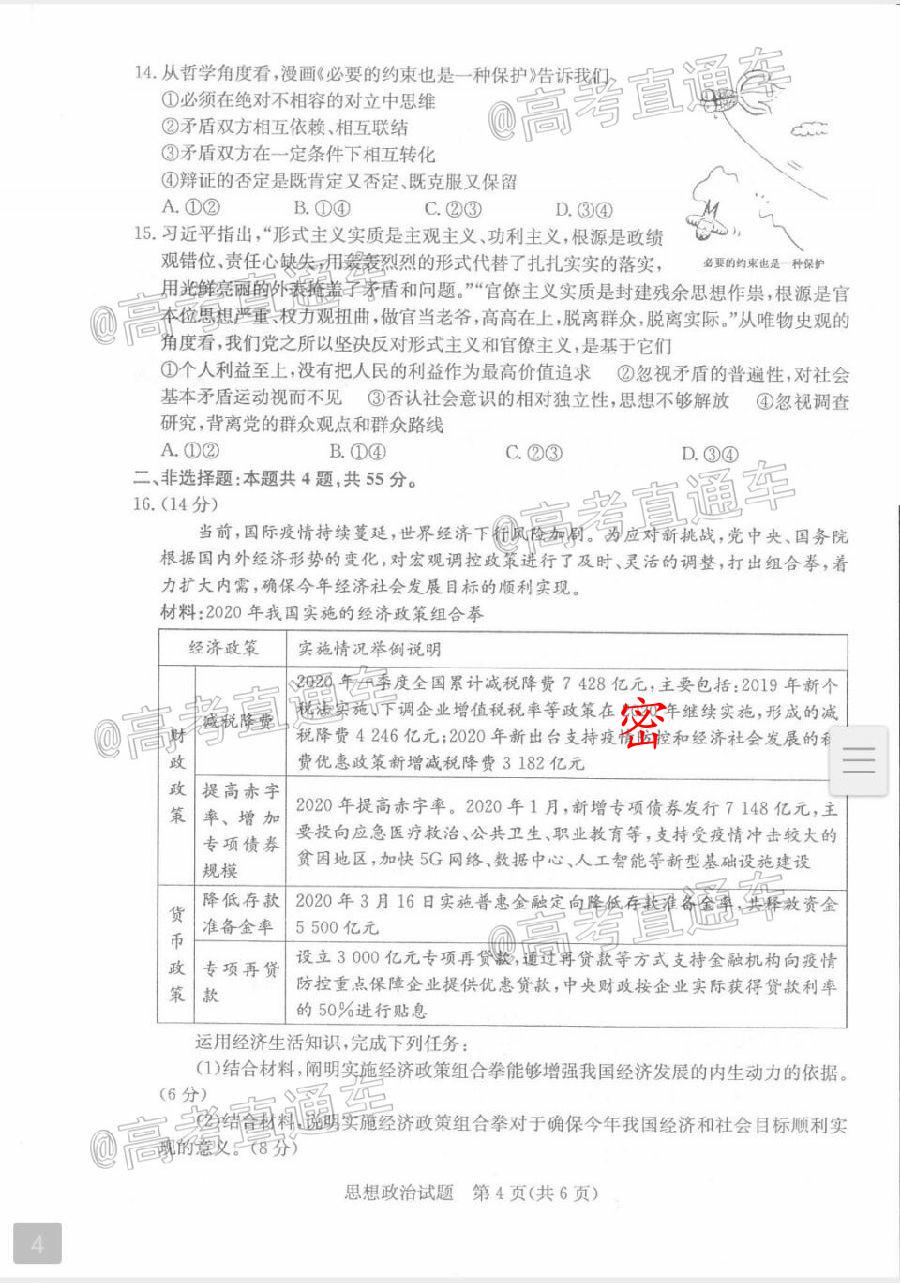 14. 从哲学角度看,漫画《必要的约束也是一种保护》告诉我们
①必须在绝对不相容的对立中思维
②矛盾双方相互依赖、相互联结
③矛盾双方在一定条件下相互转化
④辩证的否定是既肯定又否定、既克服又保留
A. ①② B. ①④ C. ②③ D. ③④
必要的约束也是一种保护
15. 习近平指出,“形式主义实质是主观主义、功利主义,根源是政绩
观错位、责任心缺失,用轰轰烈烈的形式代替了扎扎实实的落实,
用光鲜亮丽的外表掩盖了矛盾和问题。”“官僚主义实质是封建残余思想作祟,根源是官
本位思想严重、权力观扭曲,做官当老爷,高高在上,脱离群众,脱离实际。”从唯物史观的
角度看,我们党之所以坚决反对形式主义和官僚主义,是基于它们
①个人利益至上,没有把人民的利益作为最高价值追求 ②忽视矛盾的普遍性,对社会
基本矛盾运动视而不见 ③否认社会意识的相对独立性,思想不够解放 ④忽视调查
研究,背离党的群众观点和群众路线
A. ①② B. ①④ C. ②③ D. ③④
二、非选择题:本题共 4 题,共 55 分。
16. (14 分)
当前,国际疫情持续蔓延,世界经济下行风险加剧。为应对新挑战,党中央、国务院
根据国内外经济形势的变化,对宏观调控政策进行了及时、灵活的调整,打出组合拳,着
力扩大内需,确保今年经济社会发展目标的顺利实现。
材料:2020 年我国实施的经济政策组合拳
经济政策 实施情况举例说明
财政政策
减税降费
2020 年一季度全国累计减税降费 7 428 亿元,主要包括:2019 年新个
税法实施、下调企业增值税税率等政策在 2020 年继续实施,形成的减
税降费 4 246 亿元;2020 年新出台支持疫情防控和经济社会发展的税
费优惠政策新增减税降费 3 182 亿元
提高赤字
率、增加
专项债券
规模
2020 年提高赤字率。2020 年 1 月,新增专项债券发行 7 148 亿元,主
要投向应急医疗救治、公共卫生、职业教育等,支持受疫情冲击较大的
贫困地区,加快 5G 网络、数据中心、人工智能等新型基础设施建设
货币政策
降低存款
准备金率
2020 年 3 月 16 日实施普惠金融定向降低存款准备金率,共释放资金
5 500 亿元
专项再贷
款
设立 3 000 亿元专项再贷款,通过再贷款等方式支持金融机构向疫情
防控重点保障企业提供优惠贷款,中央财政按企业实际获得贷款利率
的 50%进行贴息
运用经济生活知识,完成下列任务:
(1)结合材料,阐明实施经济政策组合拳能够增强我国经济发展的内生动力的依据。
(6 分)
(2)结合材料,说明实施经济政策组合拳对于确保今年我国经济和社会目标顺利实
现的意义。(8 分)
思想政治试题 第 4 页(共 6 页)
@高考直通车
@高考直通车
@高考直通车
@高考直通车
@高考直通车
@高考直通车
密
4